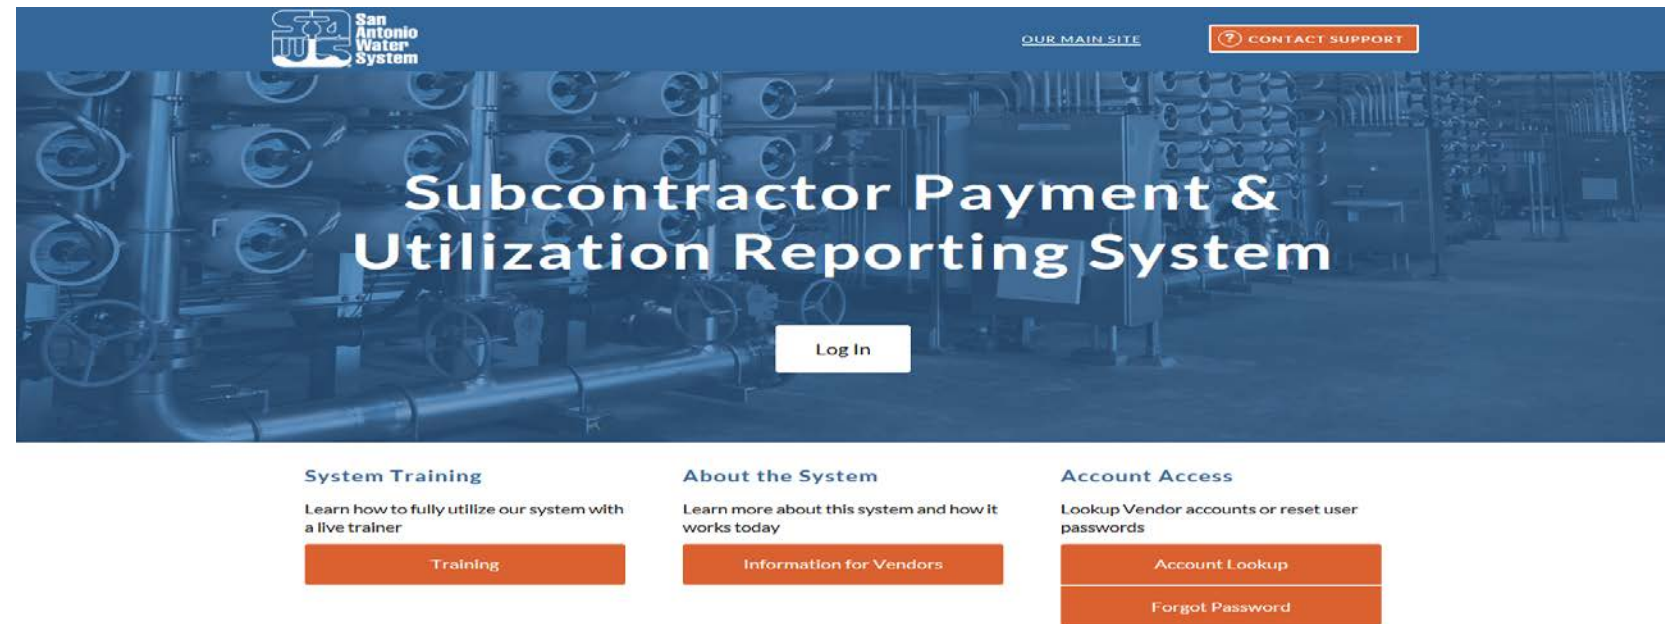 San
Antonio
Water
System
OUR MAIN SITE
? CONTACT SUPPORT
Subcontractor Payment &
Utilization Reporting System
Log In
System Training
Learn how to fully utilize our system with
a live trainer
Training
About the System
Learn more about this system and how it
works today
Information for Vendors
Account Access
Lookup Vendor accounts or reset user
passwords
Account Lookup
Forgot Password